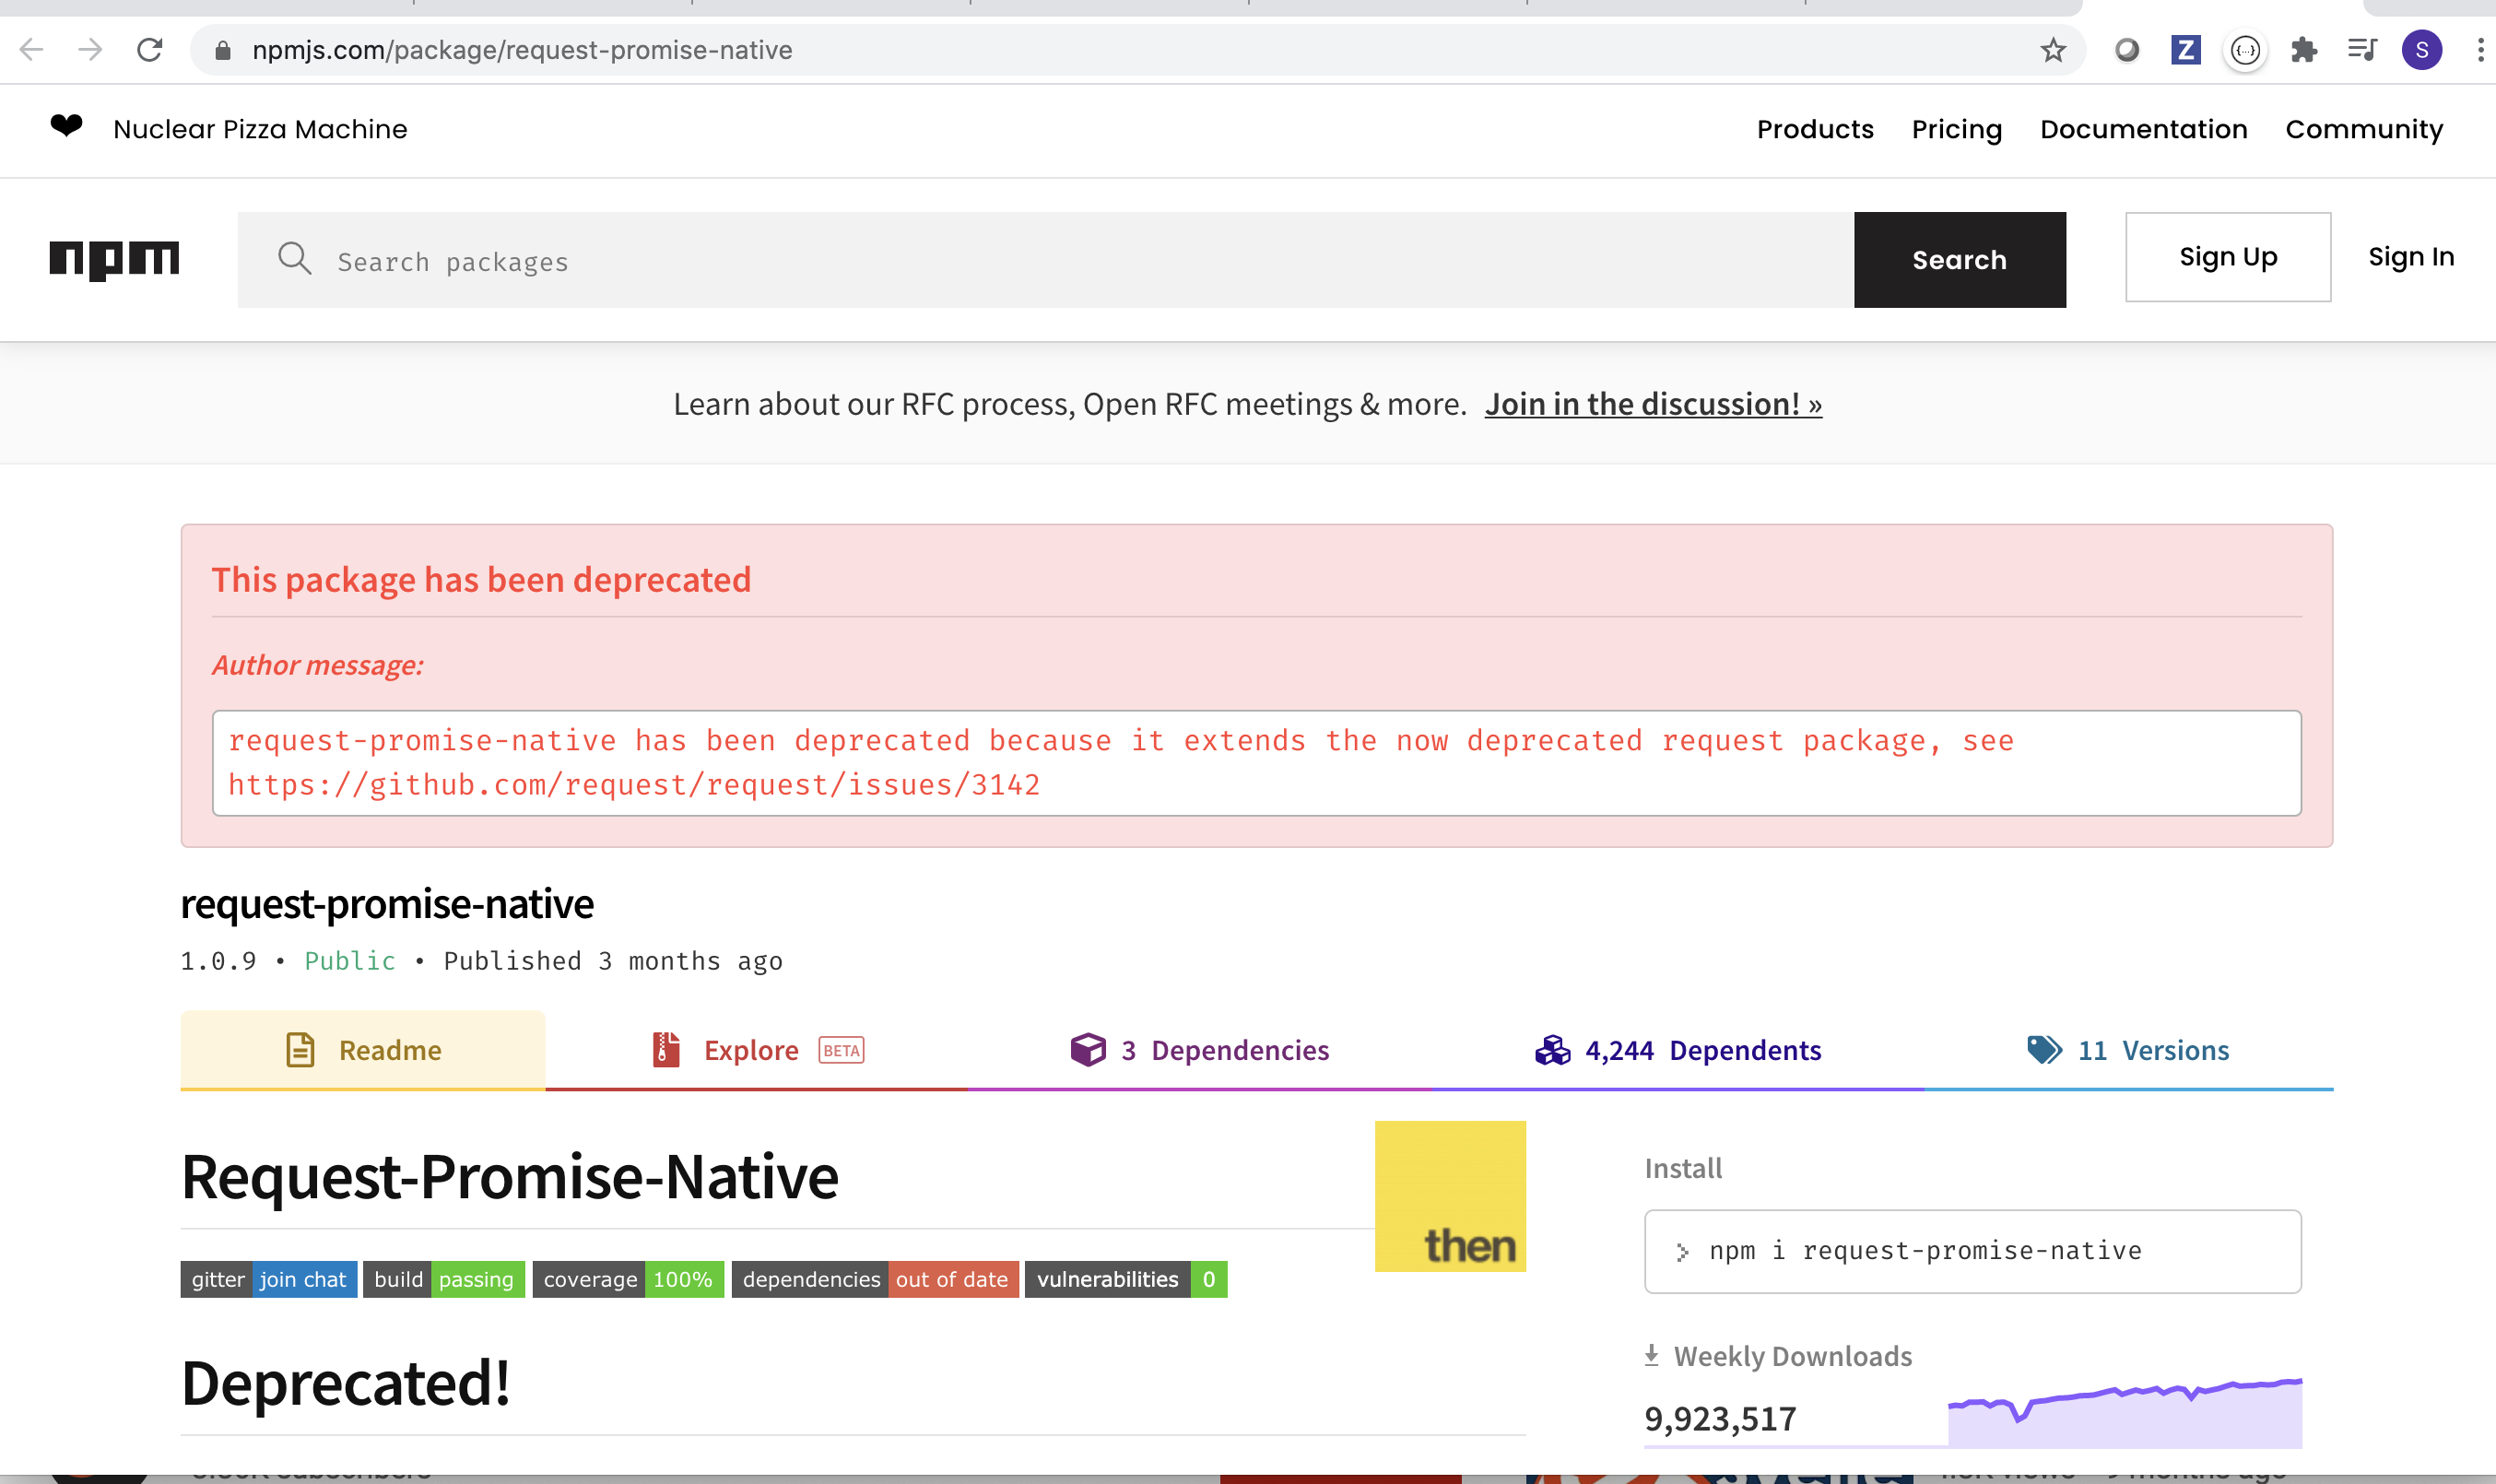 npmjs.com/package/request-promise-native
Z
S
❤ Nuclear Pizza Machine
Products Pricing Documentation Community
npm
Search packages
Search
Sign Up
Sign In
Learn about our RFC process, Open RFC meetings & more. Join in the discussion! »
This package has been deprecated
Author message:
request-promise-native has been deprecated because it extends the now deprecated request package, see
https://github.com/request/request/issues/3142
request-promise-native
1.0.9 • Public • Published 3 months ago
Readme
Explore BETA
3 Dependencies
4,244 Dependents
11 Versions
Request-Promise-Native
then
gitter join chat build passing coverage 100% dependencies out of date vulnerabilities 0
Deprecated!
Install
npm i request-promise-native
Weekly Downloads
9,923,517